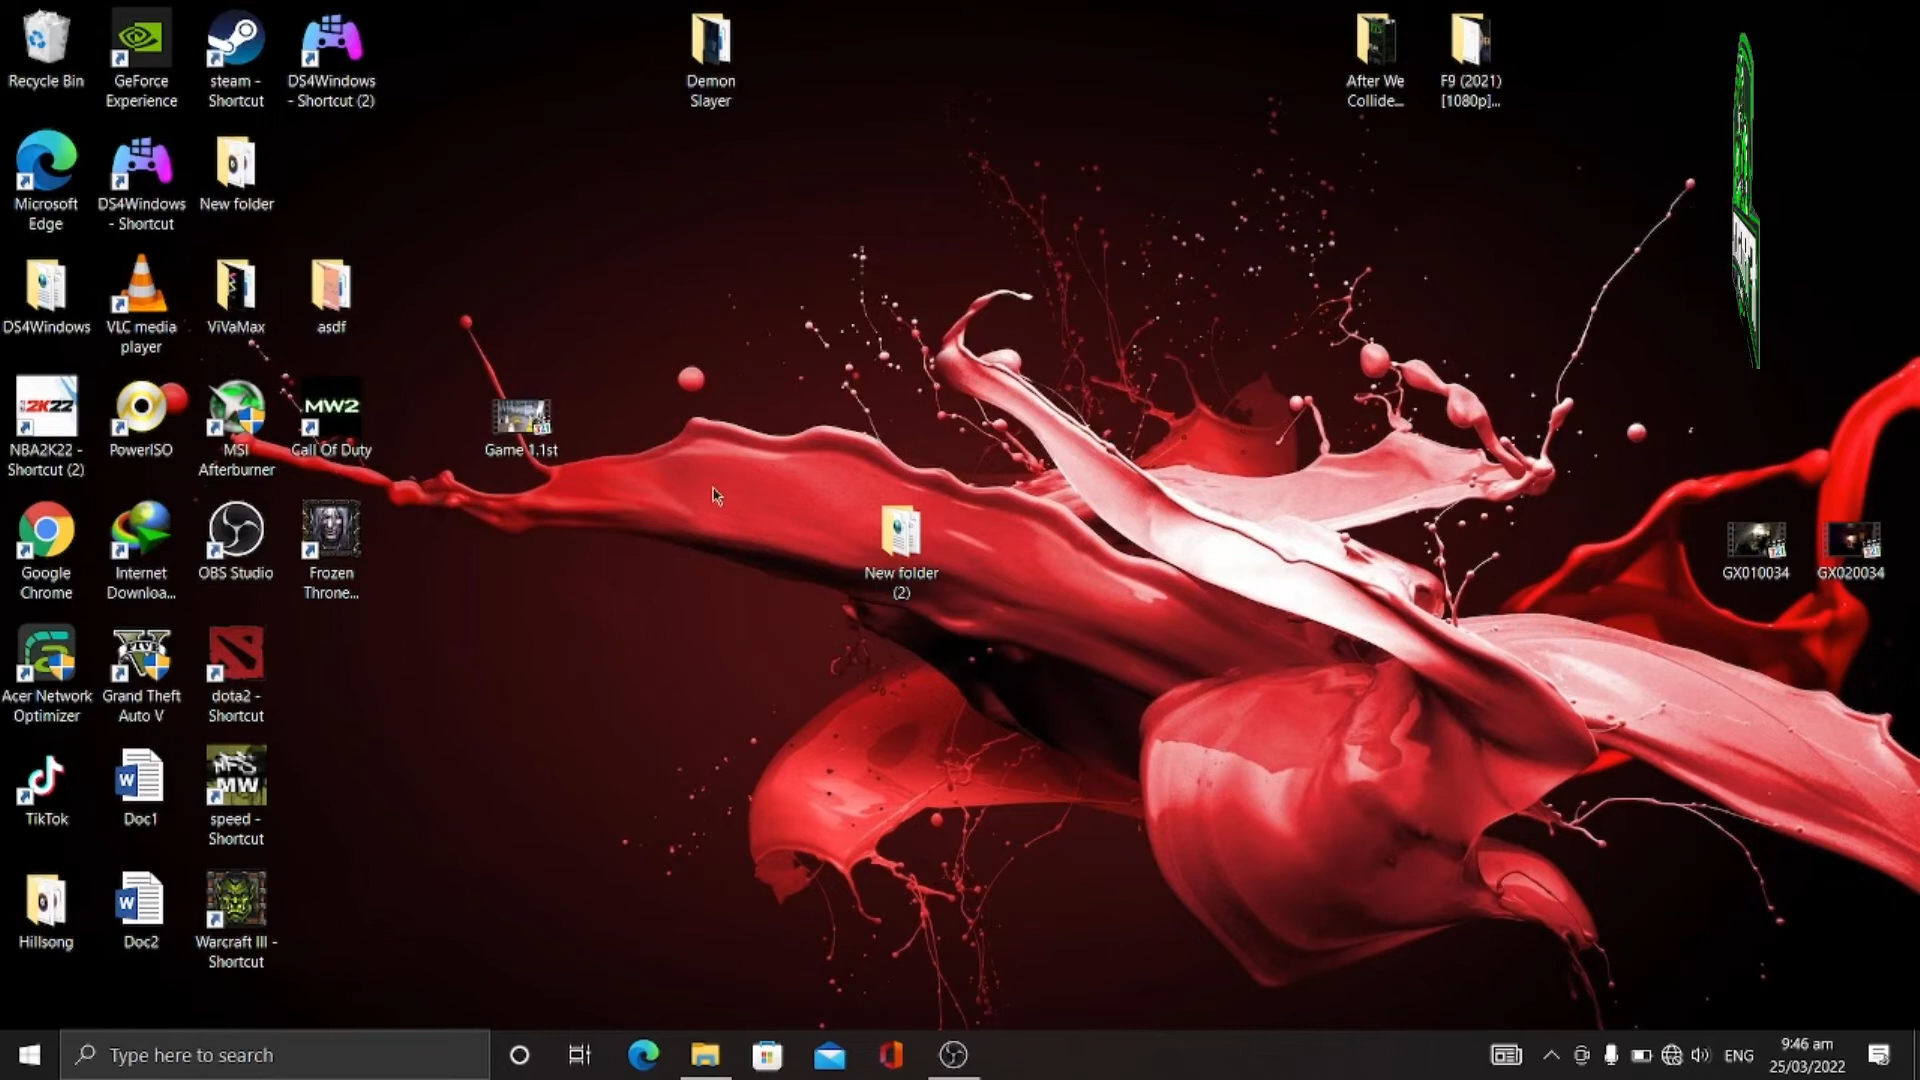 Recycle Bin
GeForce
Experience
steam -
Shortcut
DS4Windows
- Shortcut (2)
Demon
Slayer
After We
Collide...
F9 (2021)
[1080p]...
Microsoft
Edge
DS4Windows
- Shortcut
New folder
DS4Windows
VLC media
player
ViVaMax
asdf
2K22
NBA2K22 -
Shortcut (2)
PowerISO
MSI
Afterburner
MW2
Call Of Duty
Game 1.1st
Google
Chrome
Internet
Downloa...
OBS Studio
Frozen
Throne...
New folder
(2)
GX010034
GX020034
Acer Network
Optimizer
FIVE
Grand Theft
Auto V
dota2 -
Shortcut
TikTok
W
Doc1
NFS
MW
speed -
Shortcut
Hillsong
W
Doc2
Warcraft III -
Shortcut
Type here to search
ENG
9:46 am
25/03/2022